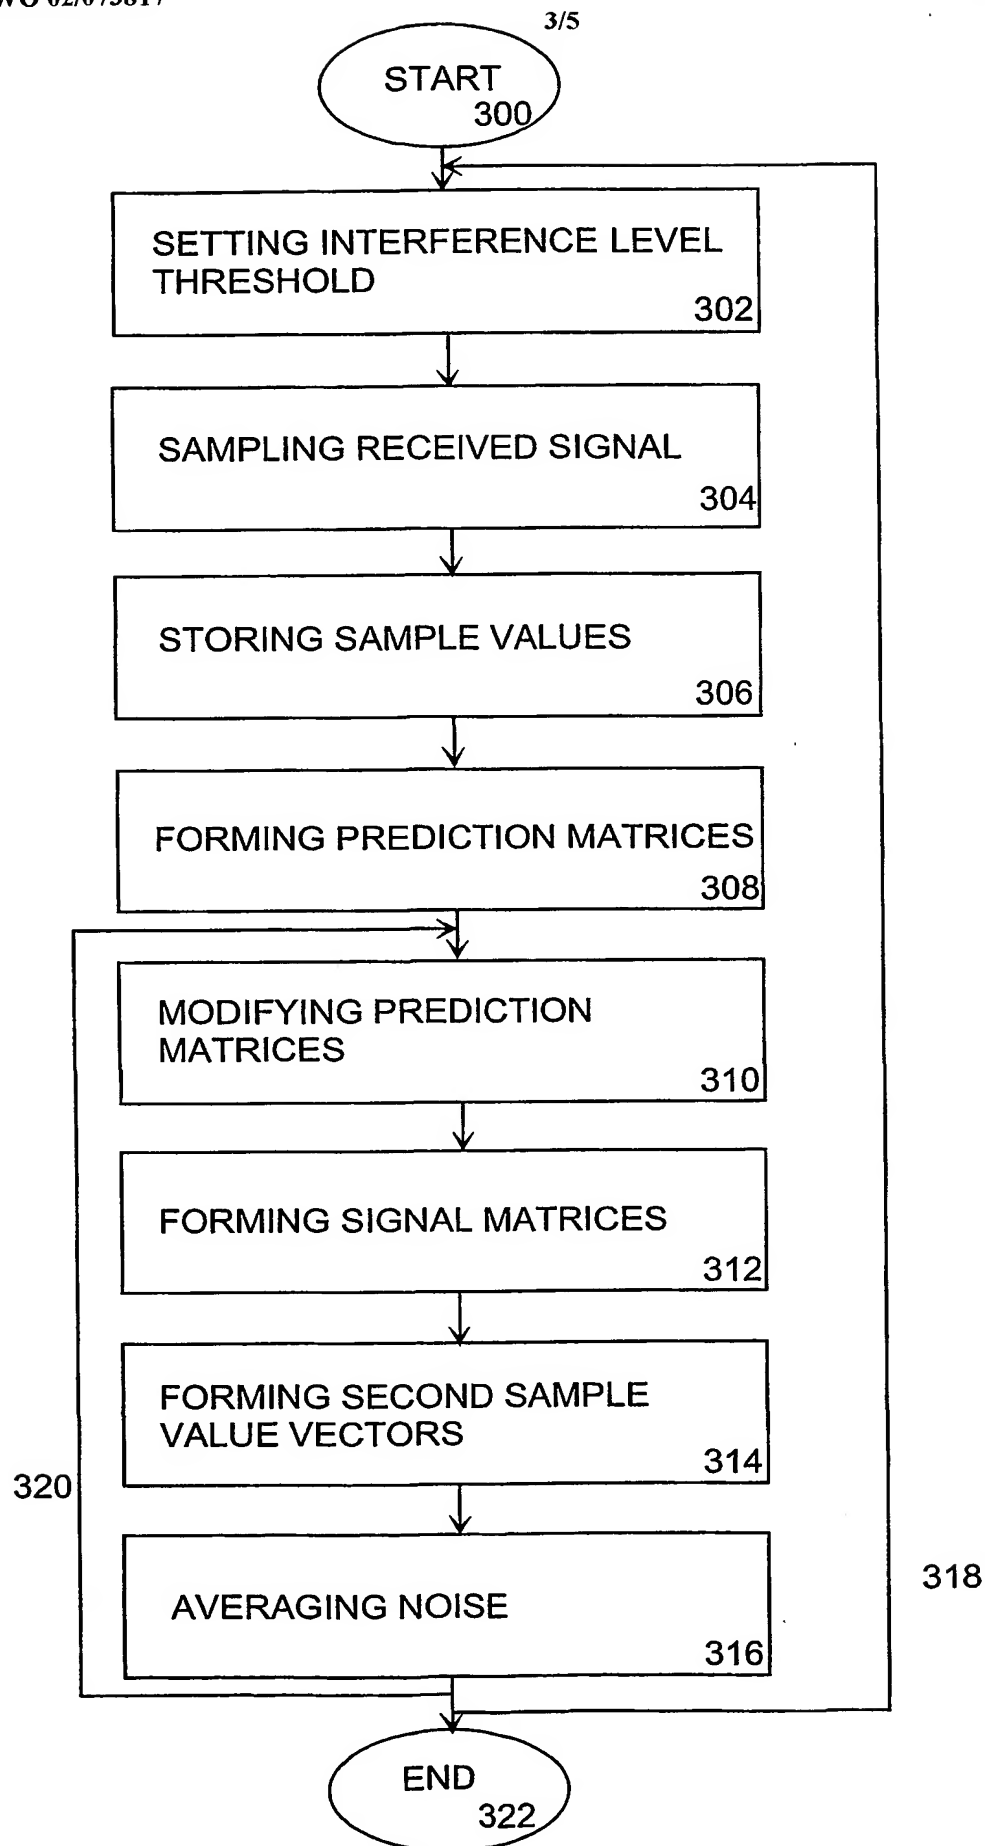 3/5
START
300
SETTING INTERFERENCE LEVEL
THRESHOLD
302
SAMPLING RECEIVED SIGNAL
304
STORING SAMPLE VALUES
306
FORMING PREDICTION MATRICES
308
MODIFYING PREDICTION
MATRICES
310
FORMING SIGNAL MATRICES
312
FORMING SECOND SAMPLE
VALUE VECTORS
314
320
318
AVERAGING NOISE
316
END
322